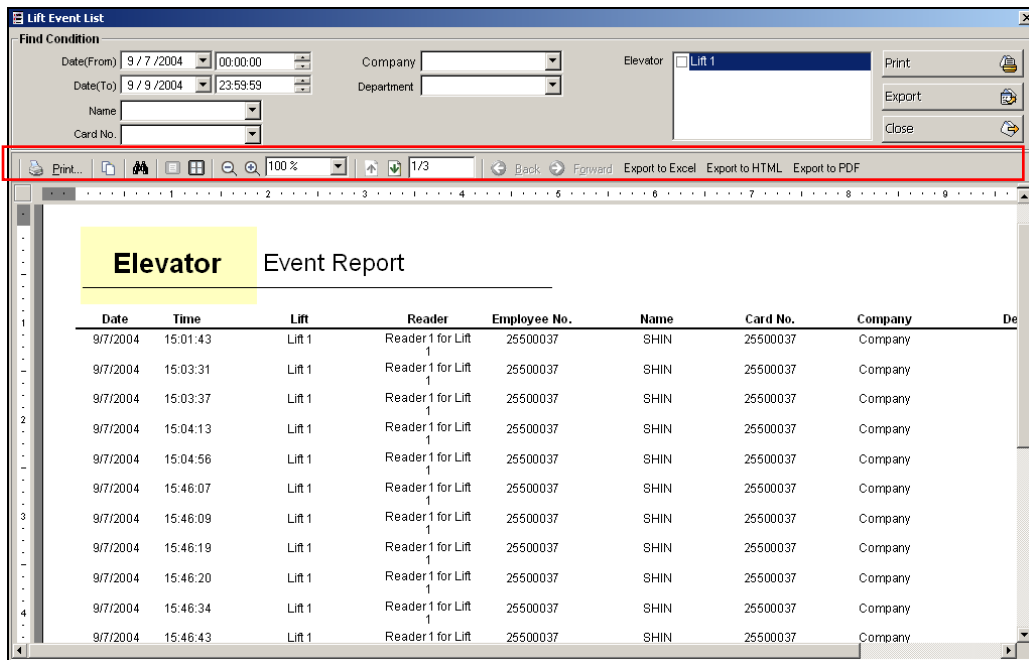 Lift Event List
Find Condition
Date(From) 9 / 7 /2004 00:00:00 Company Elevator Lift 1 Print
Date(To) 9 / 9 /2004 23:59:59 Department Export
Name
Card No. Close
Print... 100 % 1/3 Back Forward Export to Excel Export to HTML Export to PDF
1 2 3 4 5 6 7 8 9
Elevator Event Report
1
Date Time Lift Reader Employee No. Name Card No. Company De
9/7/2004 15:01:43 Lift 1 Reader 1 for Lift 25500037 SHIN 25500037 Company
1
9/7/2004 15:03:31 Lift 1 Reader 1 for Lift 25500037 SHIN 25500037 Company
1
9/7/2004 15:03:37 Lift 1 Reader 1 for Lift 25500037 SHIN 25500037 Company
1
2
9/7/2004 15:04:13 Lift 1 Reader 1 for Lift 25500037 SHIN 25500037 Company
1
9/7/2004 15:04:56 Lift 1 Reader 1 for Lift 25500037 SHIN 25500037 Company
1
9/7/2004 15:46:07 Lift 1 Reader 1 for Lift 25500037 SHIN 25500037 Company
1
3
9/7/2004 15:46:09 Lift 1 Reader 1 for Lift 25500037 SHIN 25500037 Company
1
9/7/2004 15:46:19 Lift 1 Reader 1 for Lift 25500037 SHIN 25500037 Company
1
9/7/2004 15:46:20 Lift 1 Reader 1 for Lift 25500037 SHIN 25500037 Company
1
4
9/7/2004 15:46:34 Lift 1 Reader 1 for Lift 25500037 SHIN 25500037 Company
1
9/7/2004 15:46:43 Lift 1 Reader 1 for Lift 25500037 SHIN 25500037 Company